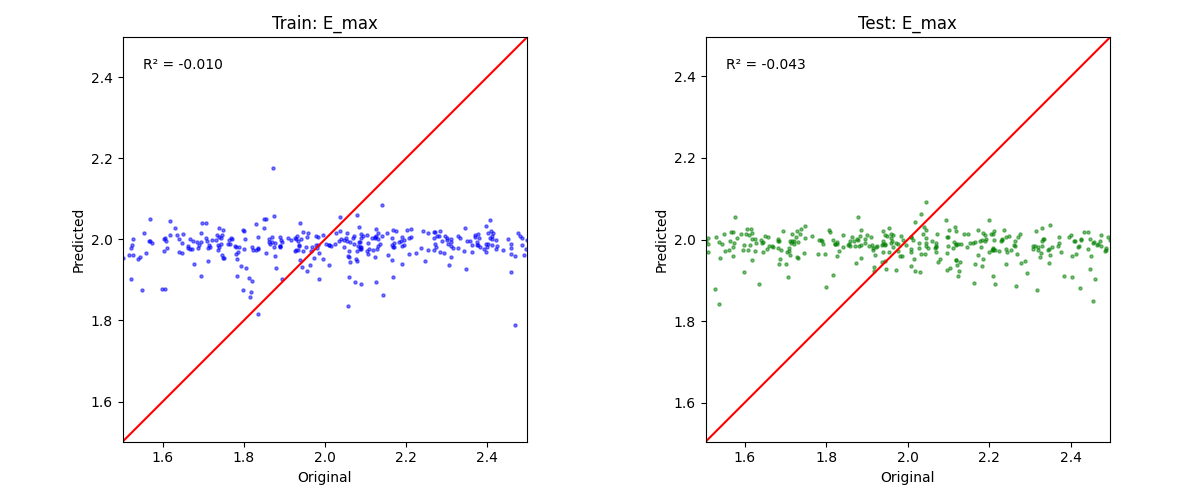 Train: E_max
R² = -0.010
2.4
2.2
2.0
1.8
1.6
Predicted
1.6 1.8 2.0 2.2 2.4
Original
Test: E_max
R² = -0.043
2.4
2.2
2.0
1.8
1.6
Predicted
1.6 1.8 2.0 2.2 2.4
Original